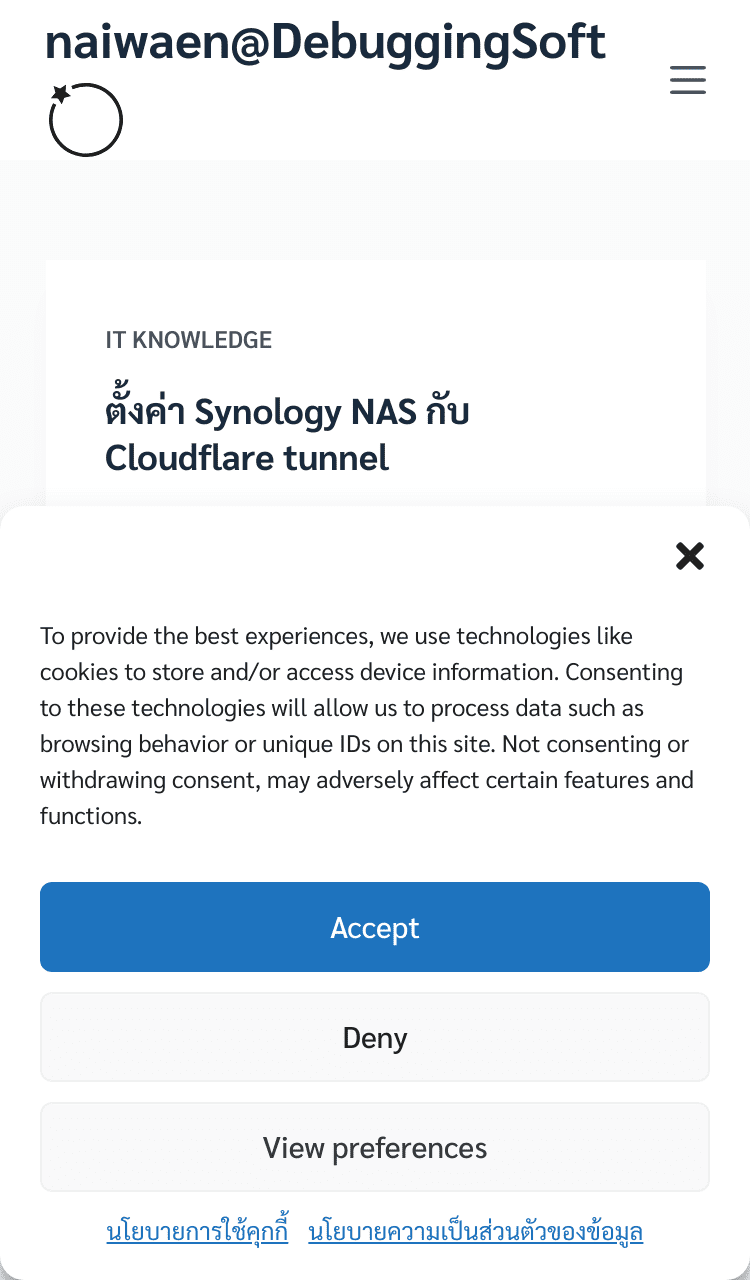 naiwaen@DebuggingSoft
IT KNOWLEDGE
ตั้งค่า Synology NAS กับ
Cloudflare tunnel
To provide the best experiences, we use technologies like
cookies to store and/or access device information. Consenting
to these technologies will allow us to process data such as
browsing behavior or unique IDs on this site. Not consenting or
withdrawing consent, may adversely affect certain features and
functions.
Accept
Deny
View preferences
นโยบายการใช้คุกกี้ นโยบายความเป็นส่วนตัวของข้อมูล